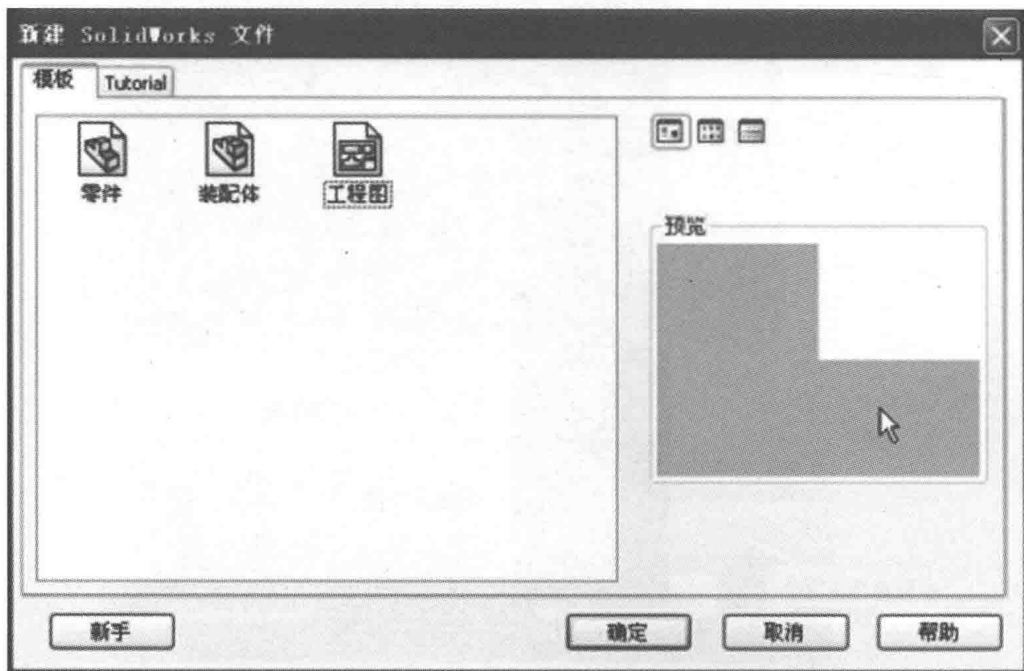 新建 SolidWorks 文件
模板 Tutorial
零件 装配体 工程图
预览
新手 确定 取消 帮助